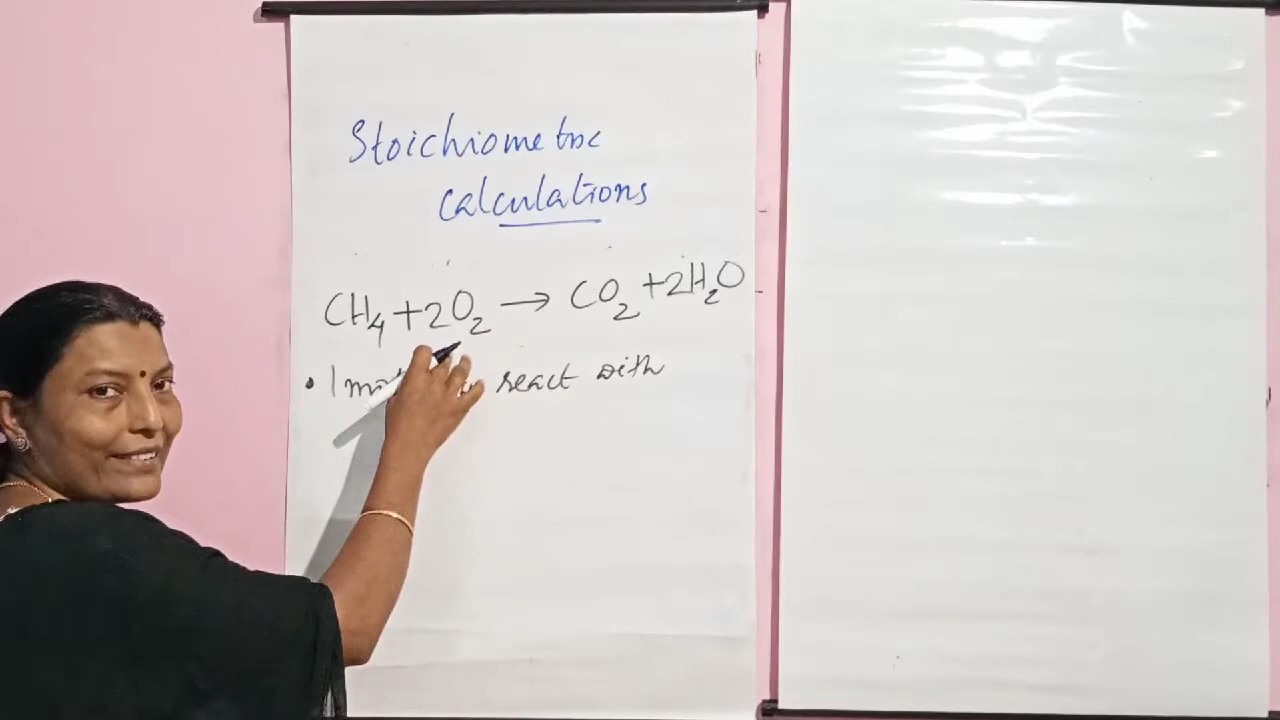 Stoichiometric
calculations
CH₄ + 2O₂ → CO₂ + 2H₂O
• 1 react with